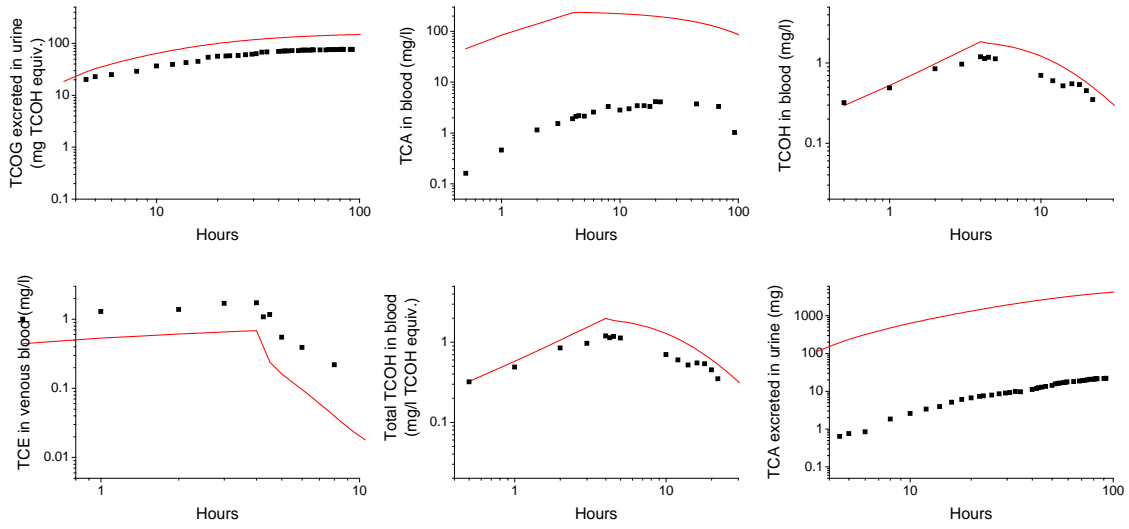 TCOG excreted in urine
(mg TCOH equiv.)
100
10
1
0.1
10
100
Hours
TCA in blood (mg/l)
100
10
1
0.1
1
10
100
Hours
TCOH in blood (mg/l)
1
0.1
1
10
Hours
TCE in venous blood (mg/l)
1
0.1
0.01
1
10
Hours
Total TCOH in blood
(mg/l TCOH equiv.)
1
0.1
1
10
Hours
TCA excreted in urine (mg)
1000
100
10
1
0.1
10
100
Hours